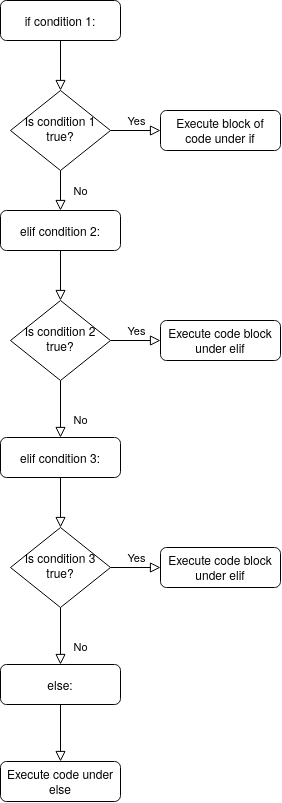 if condition 1:
Is condition 1
true?
Yes
Execute block of
code under if
No
elif condition 2:
Is condition 2
true?
Yes
Execute code block
under elif
No
elif condition 3:
Is condition 3
true?
Yes
Execute code block
under elif
No
else:
Execute code under
else